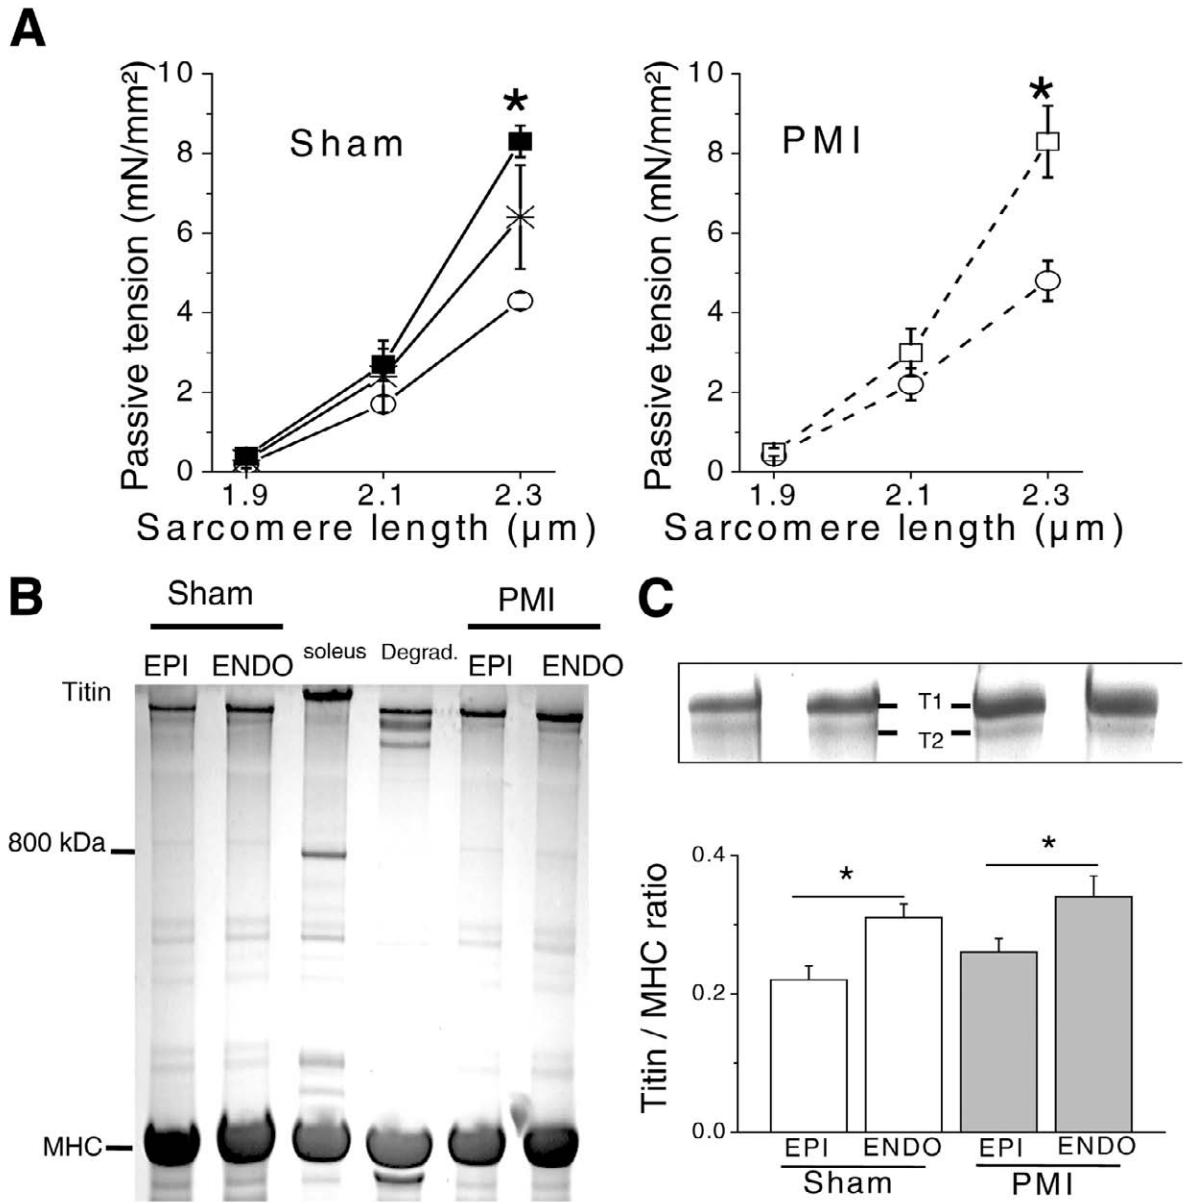 A
Passive tension (mN/mm²)
10
8
6
4
2
0
Sham
*
1.9
2.1
2.3
Sarcomere length (µm)
Passive tension (mN/mm²)
10
8
6
4
2
0
PMI
*
1.9
2.1
2.3
Sarcomere length (µm)
B
Sham
PMI
EPI
ENDO
soleus
Degrad.
EPI
ENDO
Titin
800 kDa
MHC
C
T1
T2
Titin / MHC ratio
0.4
0.2
0.0
*
*
EPI
ENDO
EPI
ENDO
Sham
PMI